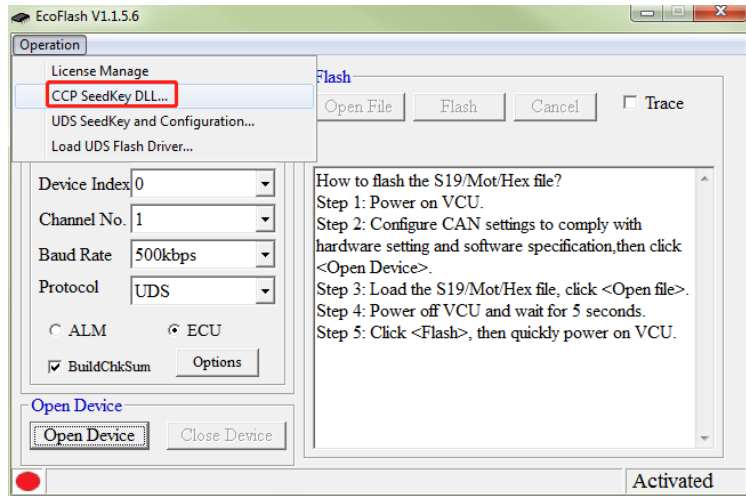 EcoFlash V1.1.5.6
Operation
License Manage
CCP SeedKey DLL...
UDS SeedKey and Configuration...
Load UDS Flash Driver...
Device Index 0
Channel No. 1
Baud Rate 500kbps
Protocol UDS
ALM ECU
BuildChkSum Options
Open Device
Open Device Close Device
Flash
Open File Flash Cancel Trace
How to flash the S19/Mot/Hex file?
Step 1: Power on VCU.
Step 2: Configure CAN settings to comply with
hardware setting and software specification,then click
<Open Device>.
Step 3: Load the S19/Mot/Hex file, click <Open file>.
Step 4: Power off VCU and wait for 5 seconds.
Step 5: Click <Flash>, then quickly power on VCU.
Activated